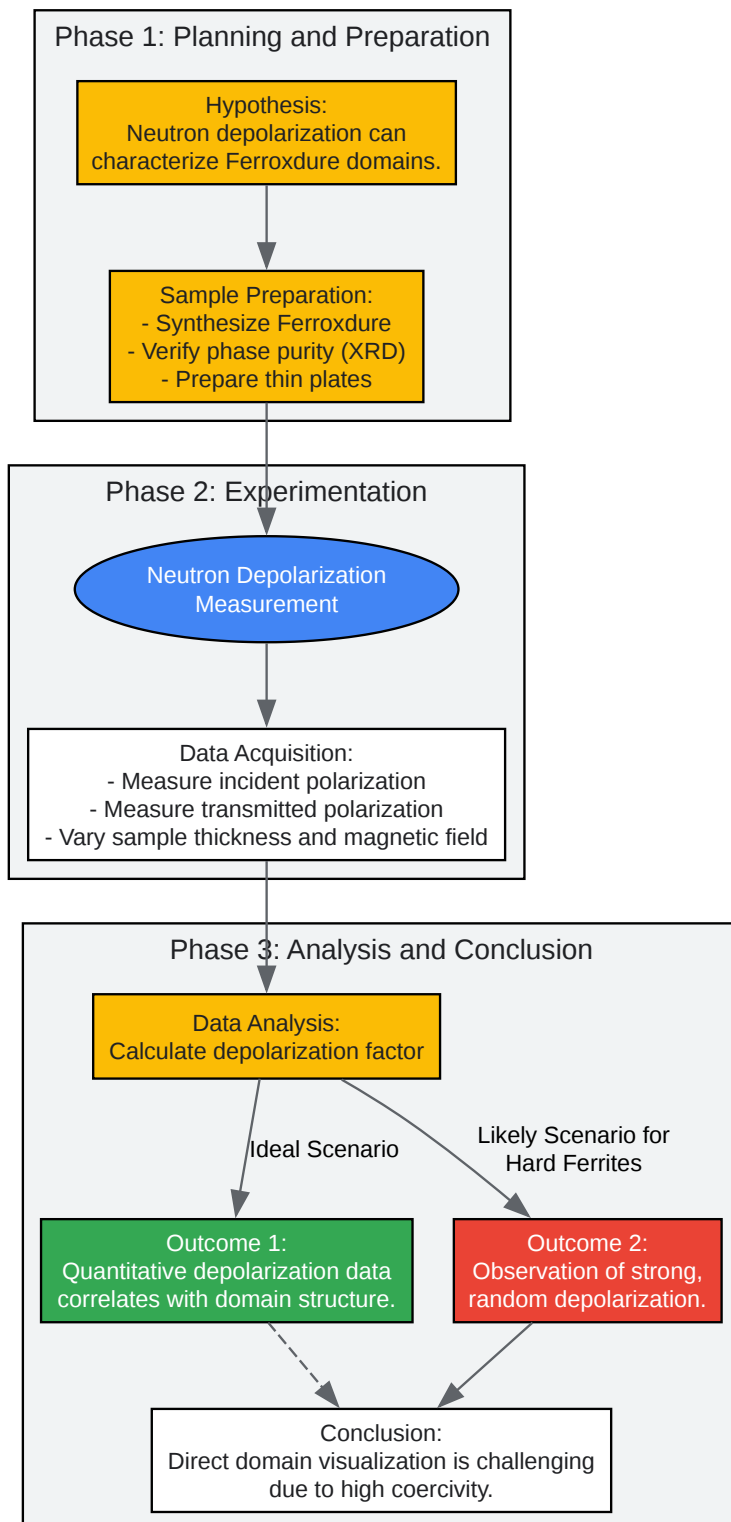 Phase 1: Planning and Preparation
Hypothesis:
Neutron depolarization can
characterize Ferroxdure domains.
Sample Preparation:
- Synthesize Ferroxdure
- Verify phase purity (XRD)
- Prepare thin plates
Phase 2: Experimentation
Neutron Depolarization
Measurement
Data Acquisition:
- Measure incident polarization
- Measure transmitted polarization
- Vary sample thickness and magnetic field
Phase 3: Analysis and Conclusion
Data Analysis:
Calculate depolarization factor
Ideal Scenario
Likely Scenario for
Hard Ferrites
Outcome 1:
Quantitative depolarization data
correlates with domain structure.
Outcome 2:
Observation of strong,
random depolarization.
Conclusion:
Direct domain visualization is challenging
due to high coercivity.